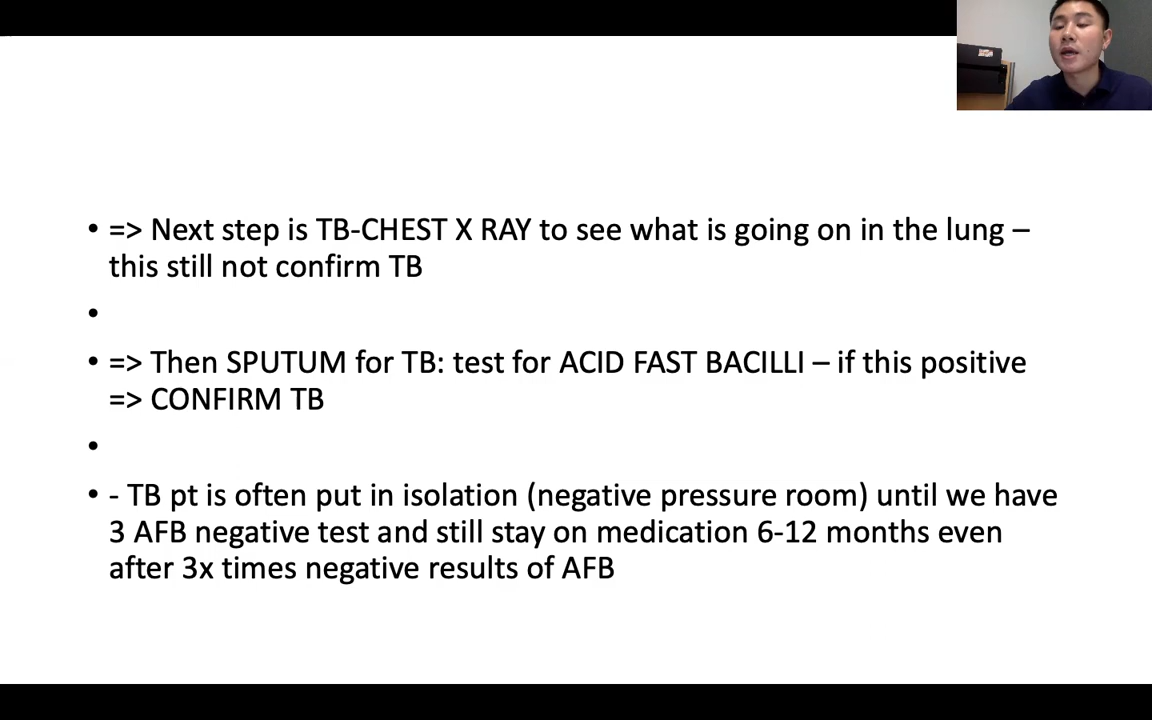 • => Next step is TB-CHEST X RAY to see what is going on in the lung –
this still not confirm TB
•
• => Then SPUTUM for TB: test for ACID FAST BACILLI – if this positive
=> CONFIRM TB
•
• - TB pt is often put in isolation (negative pressure room) until we have
3 AFB negative test and still stay on medication 6-12 months even
after 3x times negative results of AFB